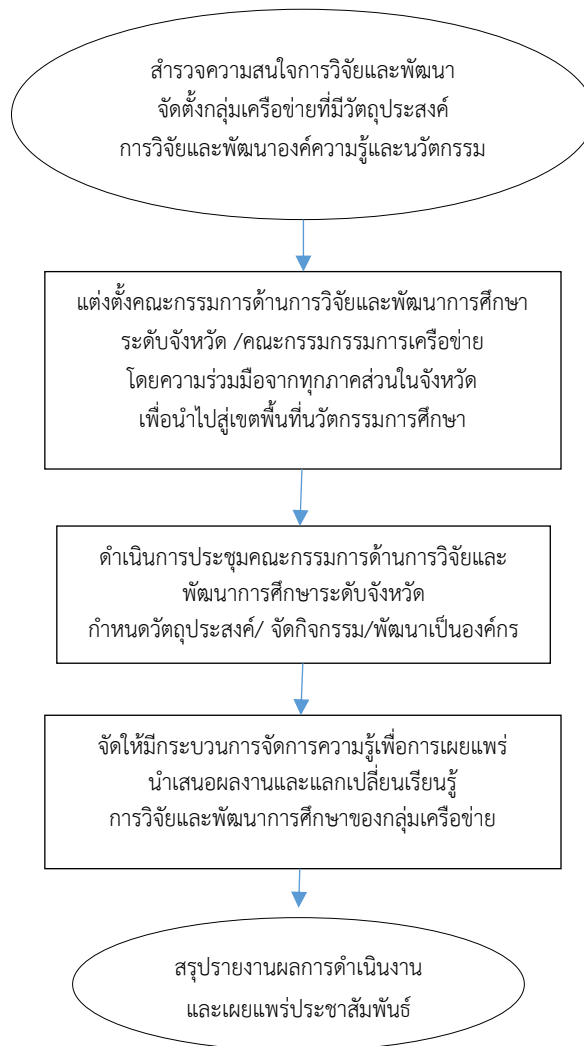 สำรวจความสนใจการวิจัยและพัฒนา
จัดตั้งกลุ่มเครือข่ายที่มีวัตถุประสงค์
การวิจัยและพัฒนาองค์ความรู้และนวัตกรรม
แต่งตั้งคณะกรรมการด้านการวิจัยและพัฒนาการศึกษา
ระดับจังหวัด /คณะกรรมกรรมการเครือข่าย
โดยความร่วมมือจากทุกภาคส่วนในจังหวัด
เพื่อนำไปสู่เขตพื้นที่นวัตกรรมการศึกษา
ดำเนินการประชุมคณะกรรมการด้านการวิจัยและ
พัฒนาการศึกษาระดับจังหวัด
กำหนดวัตถุประสงค์/ จัดกิจกรรม/พัฒนาเป็นองค์กร
จัดให้มีกระบวนการจัดการความรู้เพื่อการเผยแพร่
นำเสนอผลงานและแลกเปลี่ยนเรียนรู้
การวิจัยและพัฒนาการศึกษาของกลุ่มเครือข่าย
สรุปรายงานผลการดำเนินงาน
และเผยแพร่ประชาสัมพันธ์